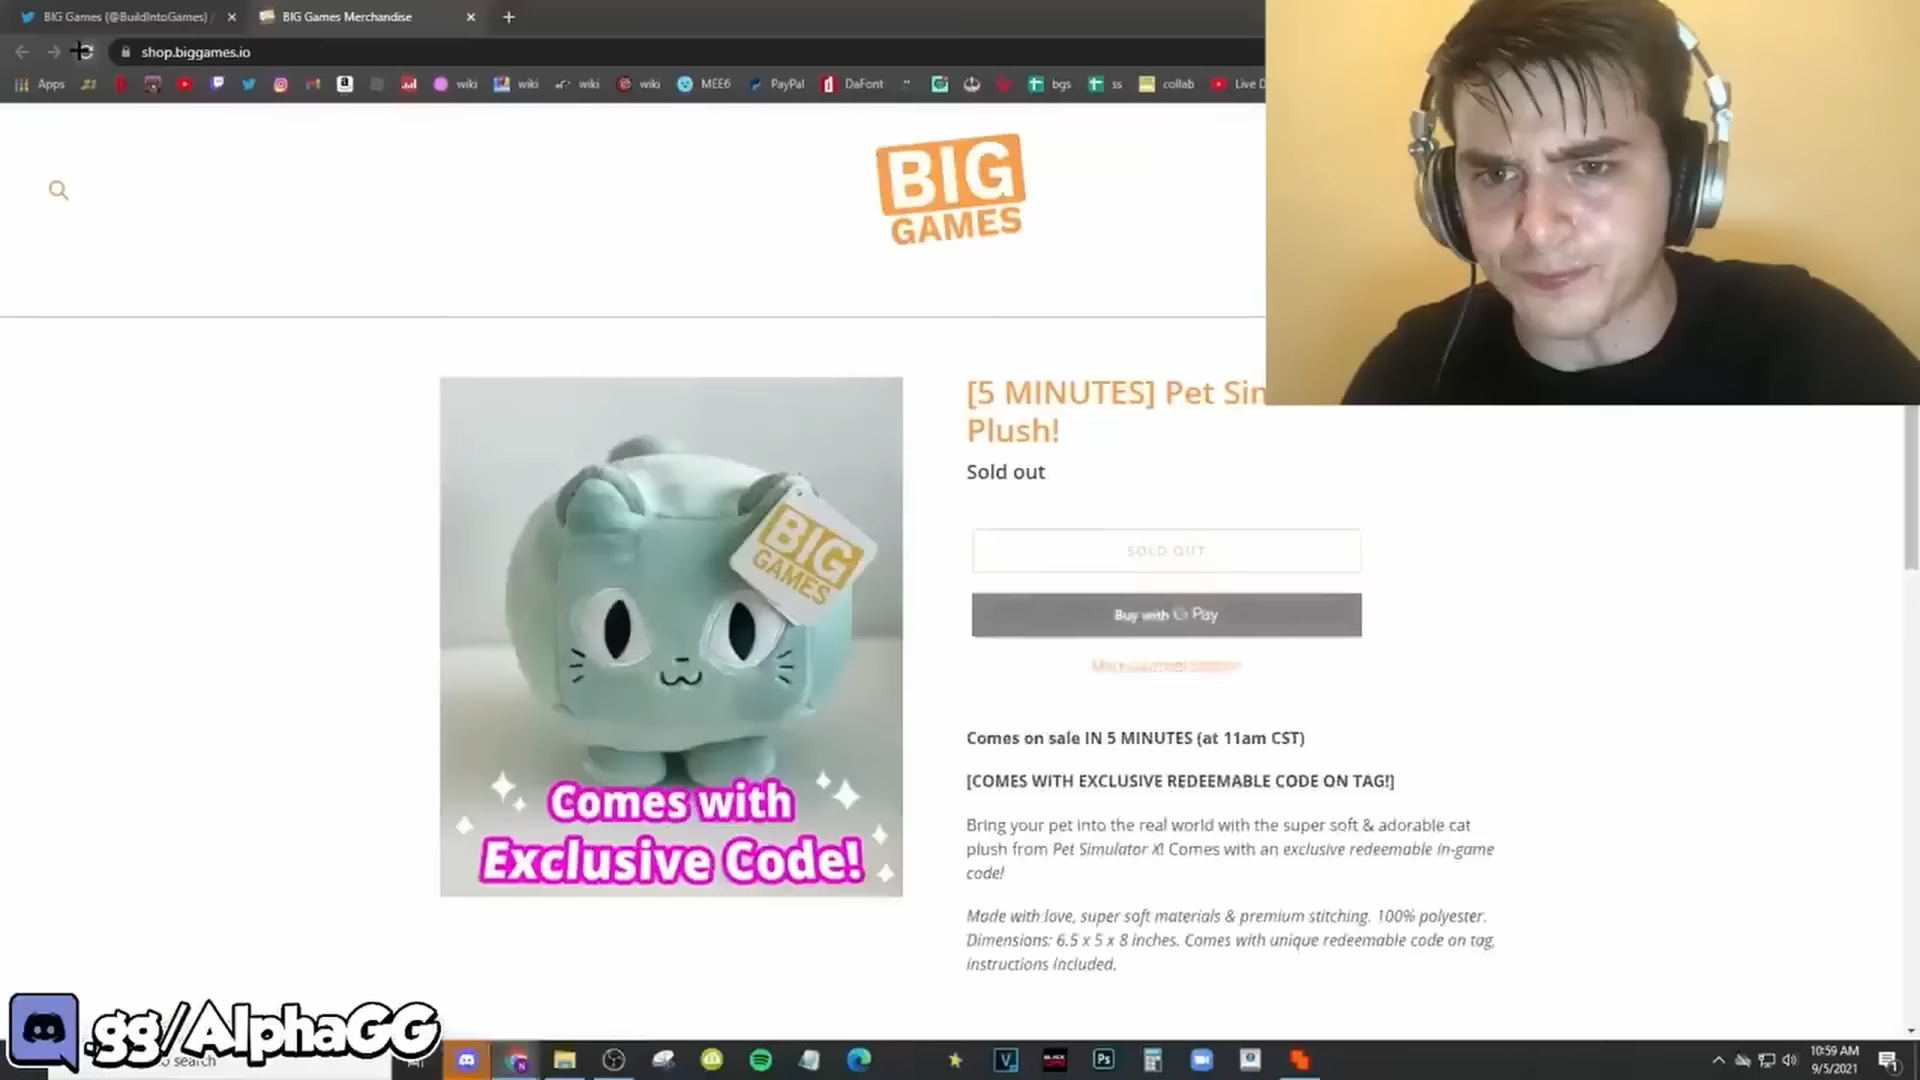 BIG Games (@BuildIntoGames) /
BIG Games Merchandise
shop.biggames.io
Apps
wiki
wiki
wiki
wiki
MEE6
PayPal
DaFont
bgs
ss
collab
Live D
BIG
GAMES
[5 MINUTES] Pet Sim
Plush!
Sold out
SOLD OUT
Buy with G Pay
BIG
GAMES
Comes with
Exclusive Code!
Comes on sale IN 5 MINUTES (at 11am CST)
[COMES WITH EXCLUSIVE REDEEMABLE CODE ON TAG!]
Bring your pet into the real world with the super soft & adorable cat
plush from Pet Simulator X! Comes with an exclusive redeemable in-game
code!
Made with love, super soft materials & premium stitching. 100% polyester.
Dimensions: 6.5 x 5 x 8 inches. Comes with unique redeemable code on tag,
instructions included.
.gg/AlphaGG
to search
Ps
10:59 AM
9/5/2021